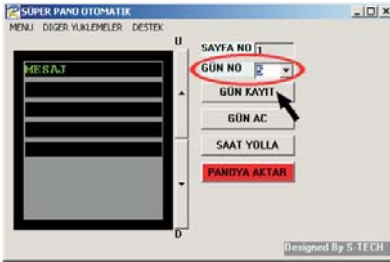 SÜPER PANO OTOMATIK
MENU DIGER YUKLEMELER DESTEK
U
SAYFA NO 1
MESAJ
GÜN NO
GÜN KAYIT
GÜN AC
SAAT YOLLA
PANOYA AKTAR
D
Designed By S-TECH